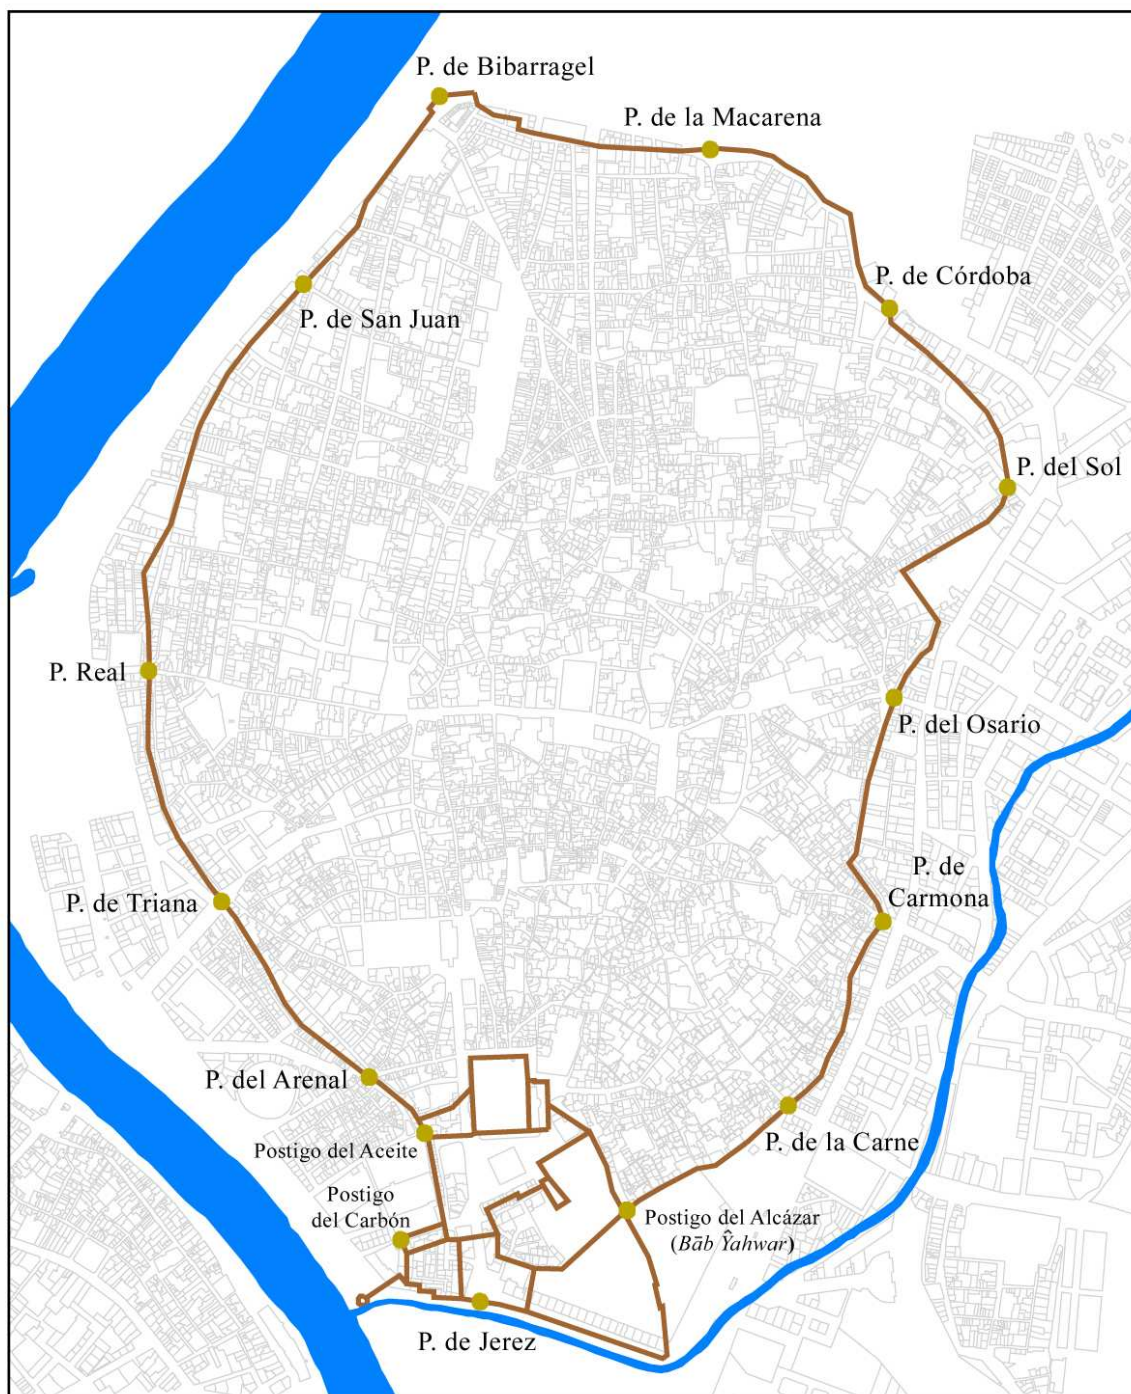 P. de Bibarragel
P. de la Macarena
P. de Córdoba
P. de San Juan
P. del Sol
P. Real
P. del Osario
P. de
Carmona
P. de Triana
P. del Arenal
P. de la Carne
Postigo del Aceite
Postigo
del Carbón
Postigo del Alcázar
(Bāb Ŷahwar)
P. de Jerez